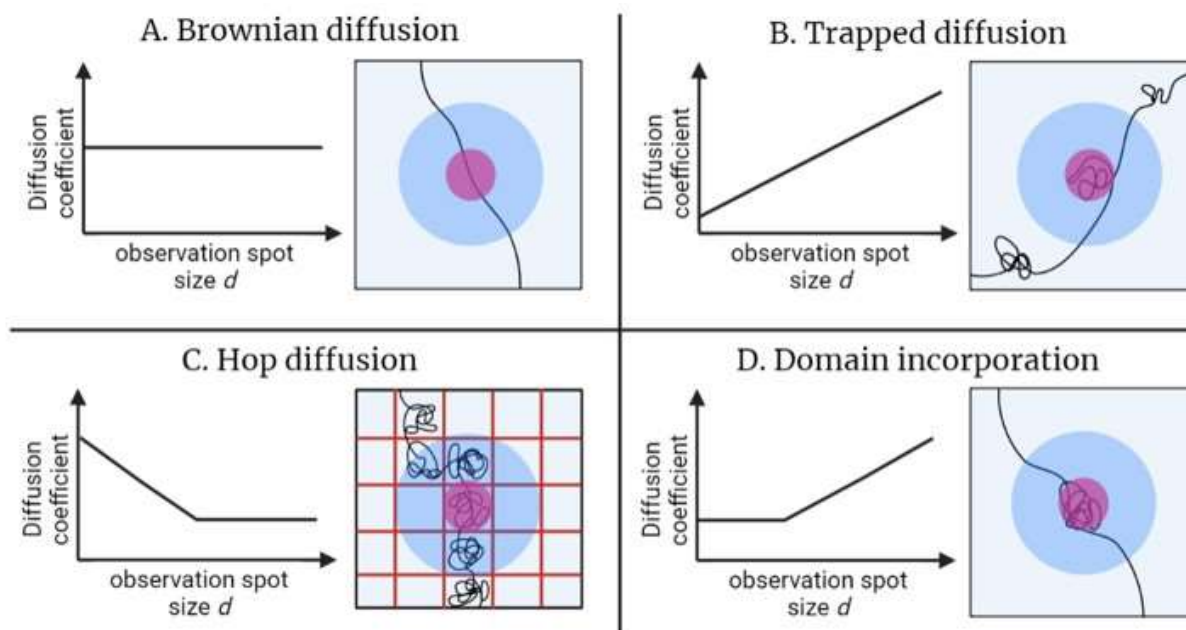 A. Brownian diffusion
Diffusion
coefficient
observation spot
size d
B. Trapped diffusion
Diffusion
coefficient
observation spot
size d
C. Hop diffusion
Diffusion
coefficient
observation spot
size d
D. Domain incorporation
Diffusion
coefficient
observation spot
size d